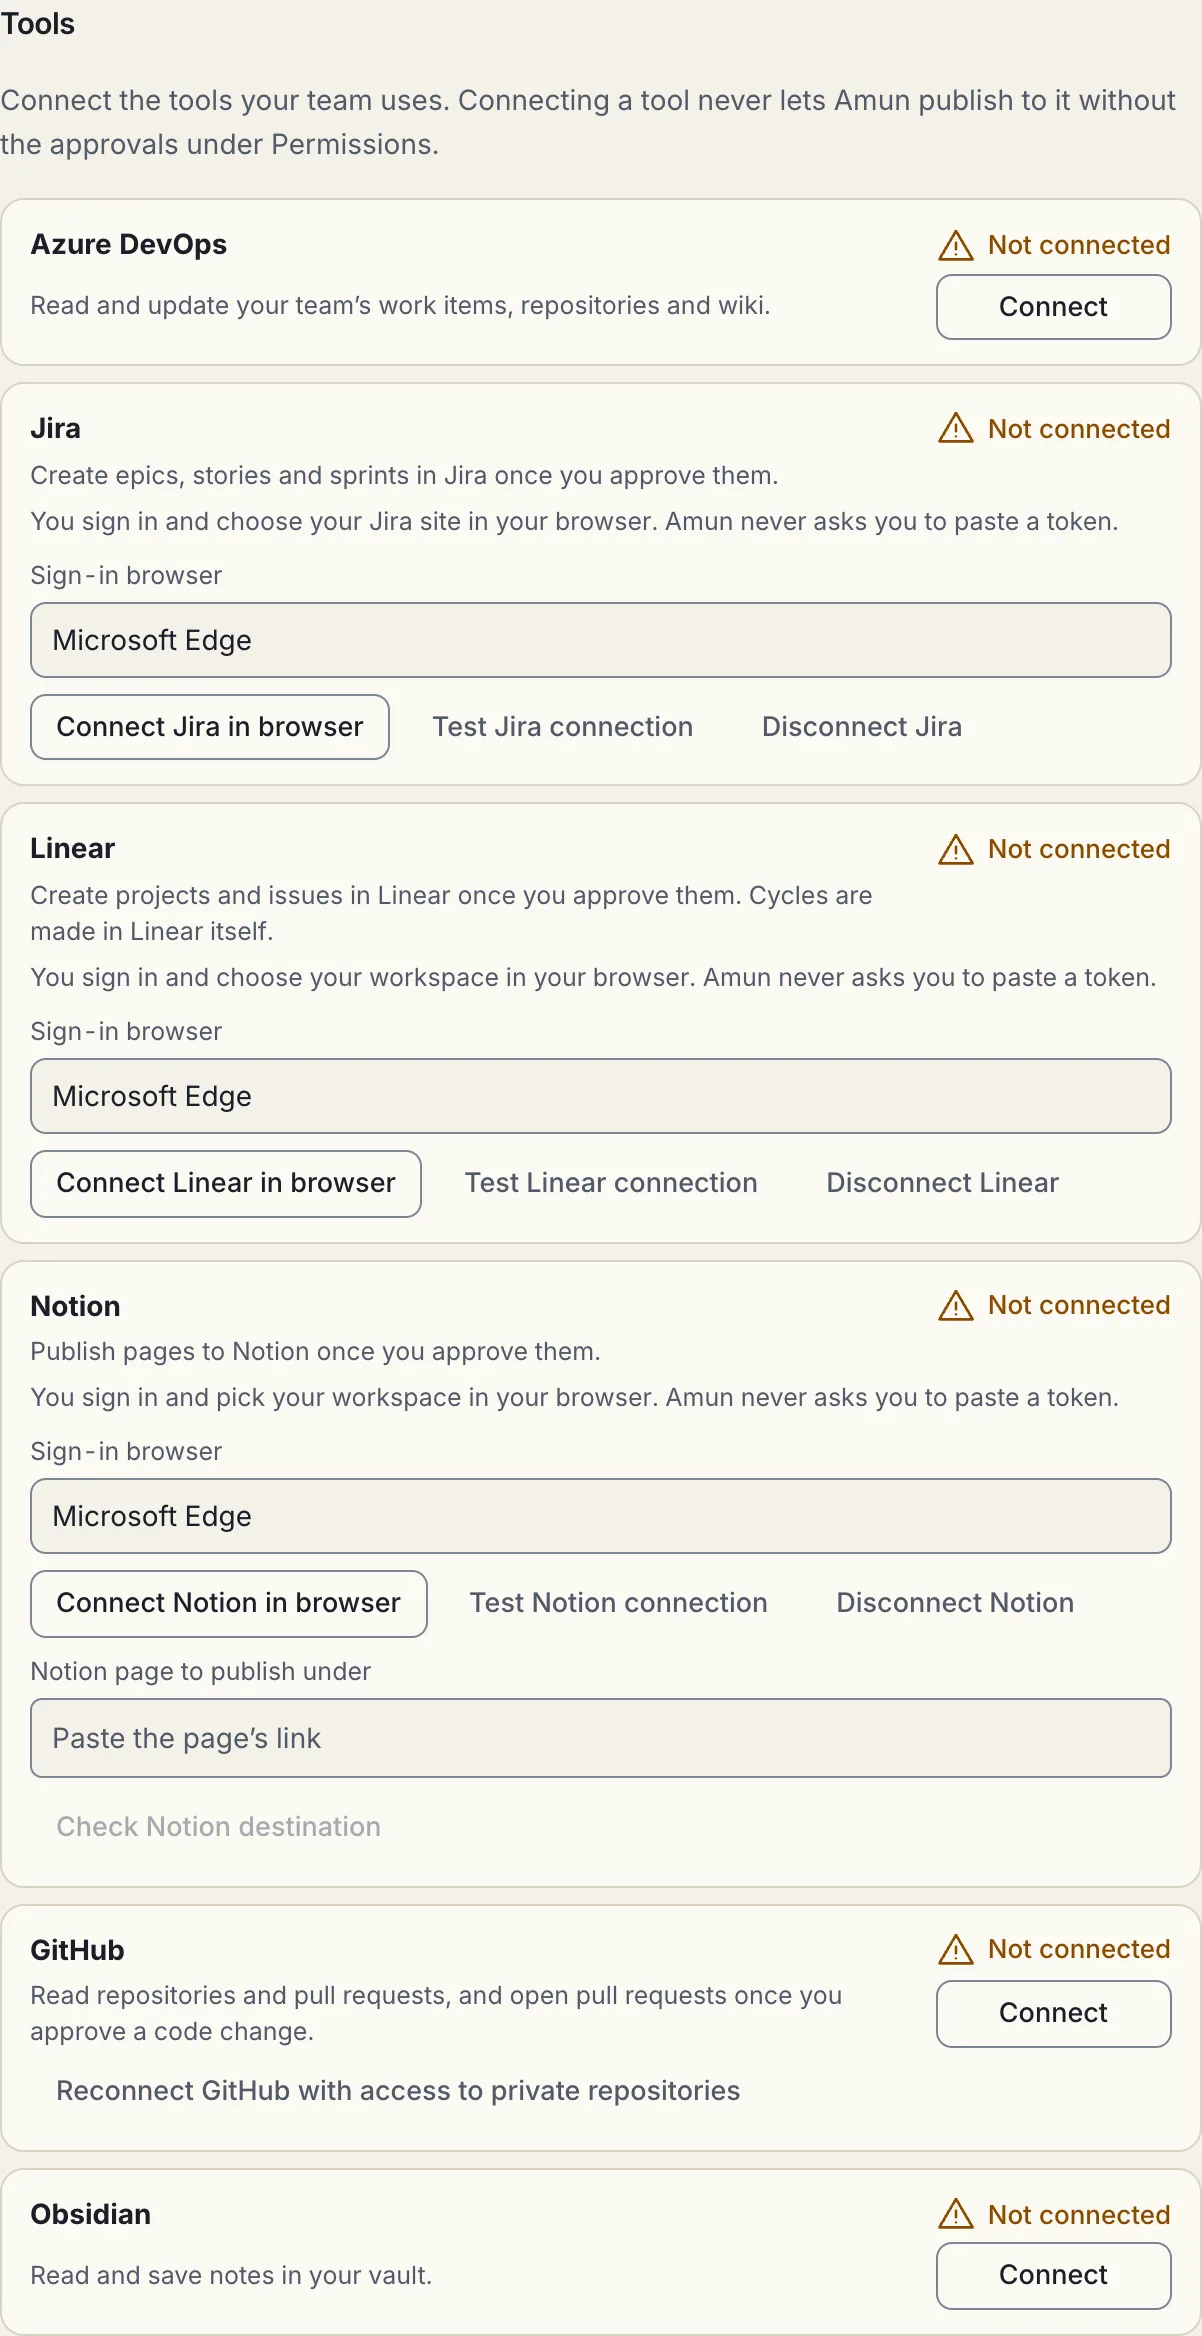 Tools
Connect the tools your team uses. Connecting a tool never lets Amun publish to it without
the approvals under Permissions.
Azure DevOps
Not connected
Read and update your team’s work items, repositories and wiki.
Connect
Jira
Not connected
Create epics, stories and sprints in Jira once you approve them.
You sign in and choose your Jira site in your browser. Amun never asks you to paste a token.
Sign-in browser
Microsoft Edge
Connect Jira in browser
Test Jira connection
Disconnect Jira
Linear
Not connected
Create projects and issues in Linear once you approve them. Cycles are
made in Linear itself.
You sign in and choose your workspace in your browser. Amun never asks you to paste a token.
Sign-in browser
Microsoft Edge
Connect Linear in browser
Test Linear connection
Disconnect Linear
Notion
Not connected
Publish pages to Notion once you approve them.
You sign in and pick your workspace in your browser. Amun never asks you to paste a token.
Sign-in browser
Microsoft Edge
Connect Notion in browser
Test Notion connection
Disconnect Notion
Notion page to publish under
Paste the page’s link
Check Notion destination
GitHub
Not connected
Read repositories and pull requests, and open pull requests once you
approve a code change.
Connect
Reconnect GitHub with access to private repositories
Obsidian
Not connected
Read and save notes in your vault.
Connect